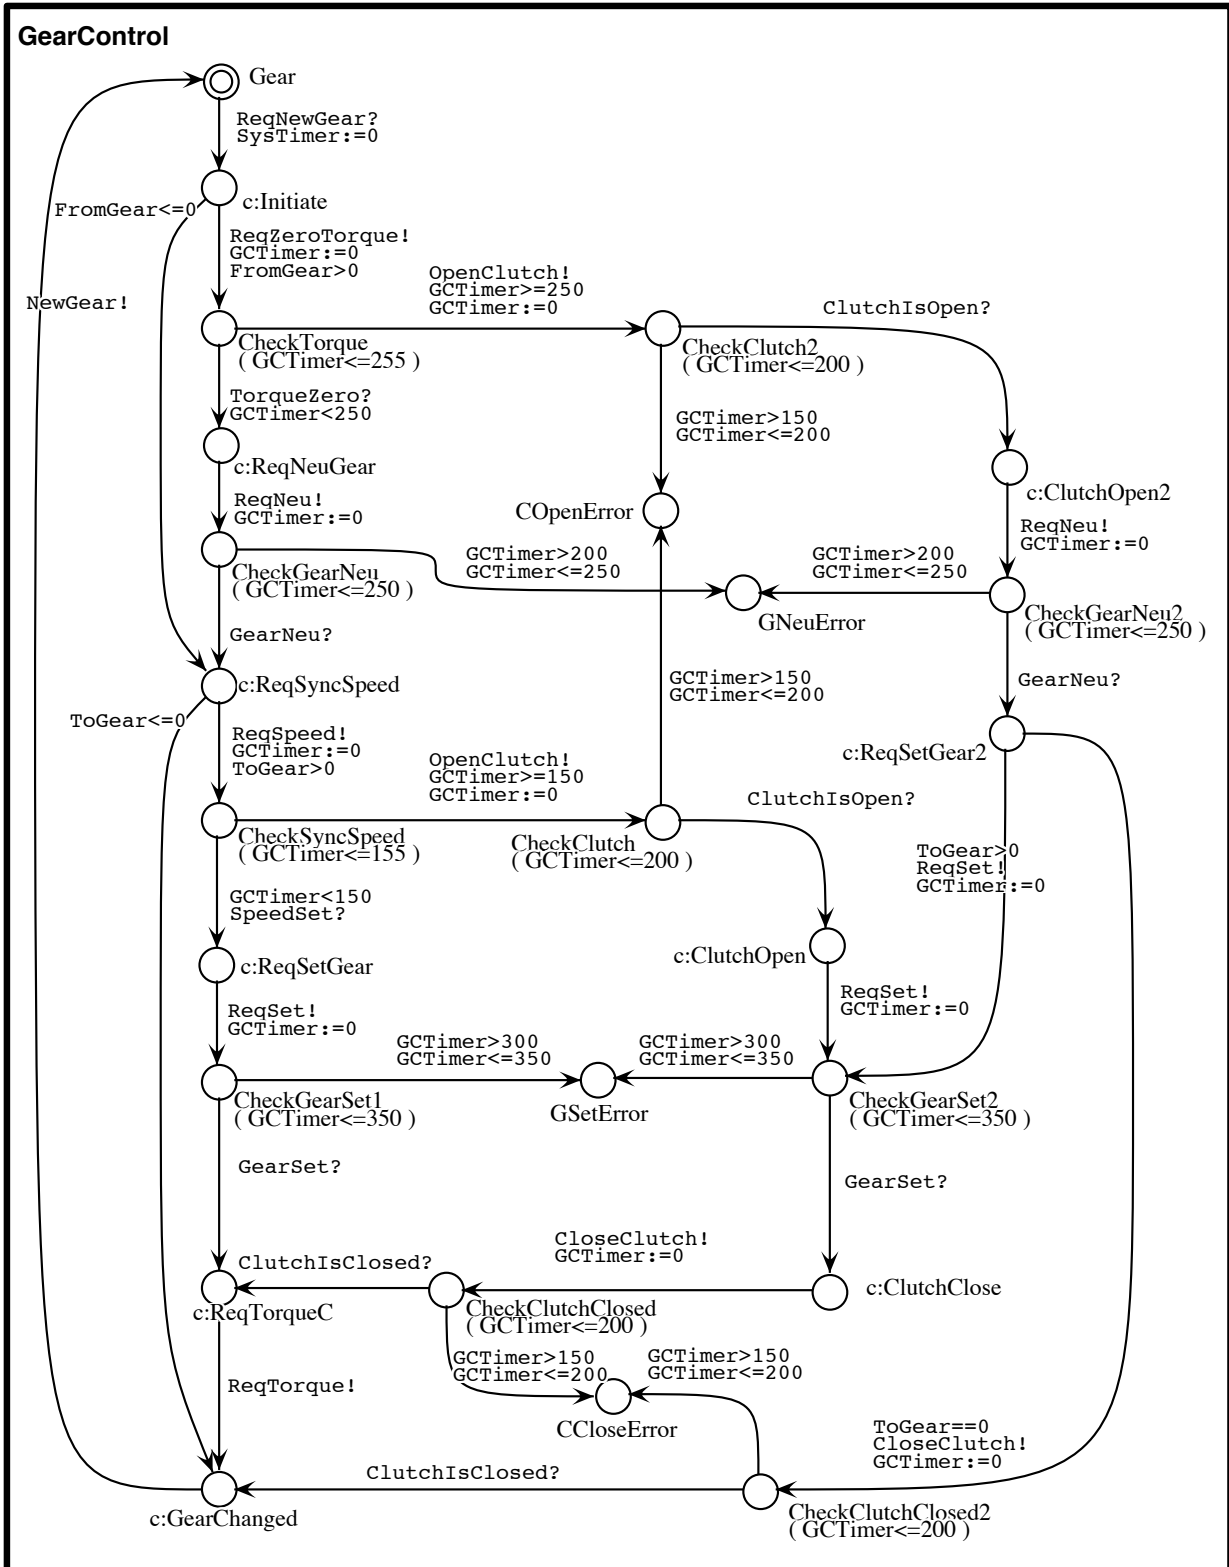 GearControl
Gear
ReqNewGear?
SysTimer:=0
c:Initiate
FromGear<=0
ReqZeroTorque!
GCTimer:=0
FromGear>0
NewGear!
OpenClutch!
GCTimer>=250
GCTimer:=0
ClutchIsOpen?
CheckTorque
( GCTimer<=255 )
CheckClutch2
( GCTimer<=200 )
TorqueZero?
GCTimer<250
GCTimer>150
GCTimer<=200
c:ReqNeuGear
c:ClutchOpen2
ReqNeu!
GCTimer:=0
COpenError
ReqNeu!
GCTimer:=0
GCTimer>200
GCTimer<=250
GCTimer>200
GCTimer<=250
CheckGearNeu
( GCTimer<=250 )
GNeuError
CheckGearNeu2
( GCTimer<=250 )
GearNeu?
GCTimer>150
GCTimer<=200
GearNeu?
c:ReqSyncSpeed
ToGear<=0
ReqSpeed!
GCTimer:=0
ToGear>0
c:ReqSetGear2
OpenClutch!
GCTimer>=150
GCTimer:=0
ClutchIsOpen?
CheckSyncSpeed
( GCTimer<=155 )
CheckClutch
( GCTimer<=200 )
ToGear>0
ReqSet!
GCTimer:=0
GCTimer<150
SpeedSet?
c:ReqSetGear
c:ClutchOpen
ReqSet!
GCTimer:=0
ReqSet!
GCTimer:=0
GCTimer>300
GCTimer<=350
GCTimer>300
GCTimer<=350
CheckGearSet1
( GCTimer<=350 )
GSetError
CheckGearSet2
( GCTimer<=350 )
GearSet?
GearSet?
CloseClutch!
GCTimer:=0
ClutchIsClosed?
c:ClutchClose
c:ReqTorqueC
CheckClutchClosed
( GCTimer<=200 )
GCTimer>150
GCTimer<=200
GCTimer>150
GCTimer<=200
ReqTorque!
CCloseError
ToGear==0
CloseClutch!
GCTimer:=0
ClutchIsClosed?
c:GearChanged
CheckClutchClosed2
( GCTimer<=200 )